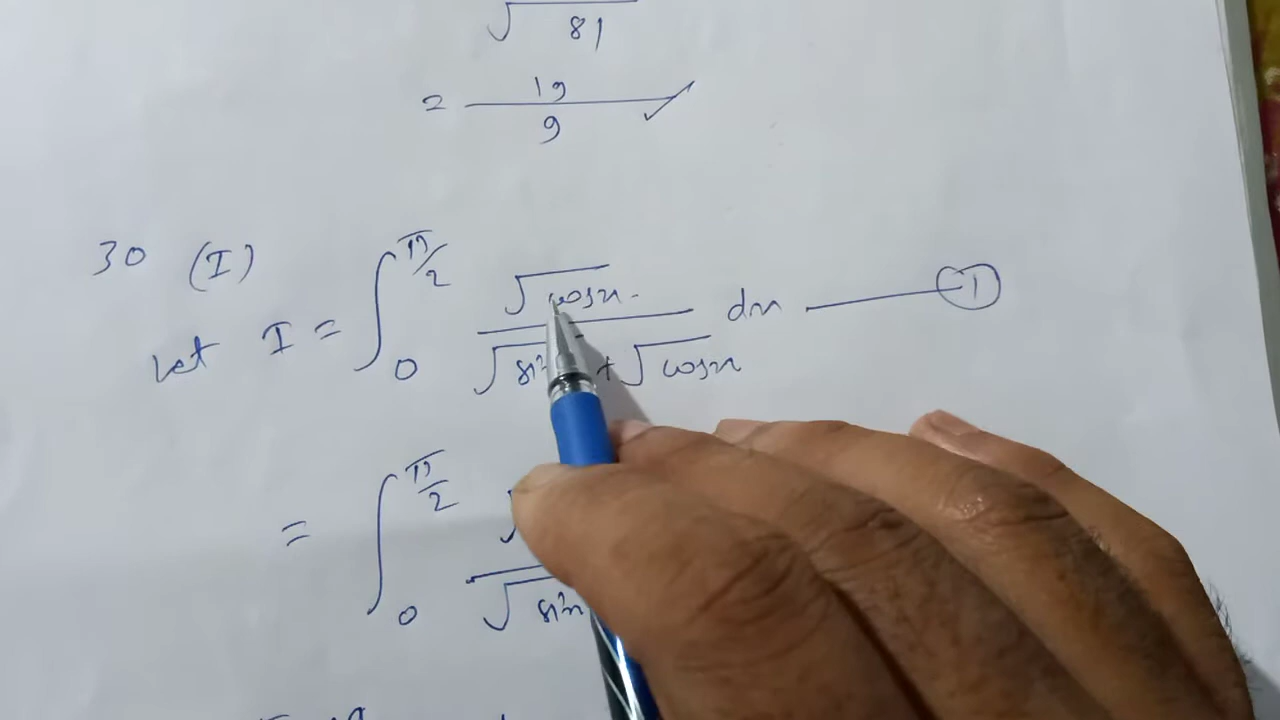 √81
= 19/9 ✓
30 (I)
Let I = ∫₀^(π/2) √cosx / (√sin + √cosx) dx ——— ①
= ∫₀^(π/2) √ / √sinx